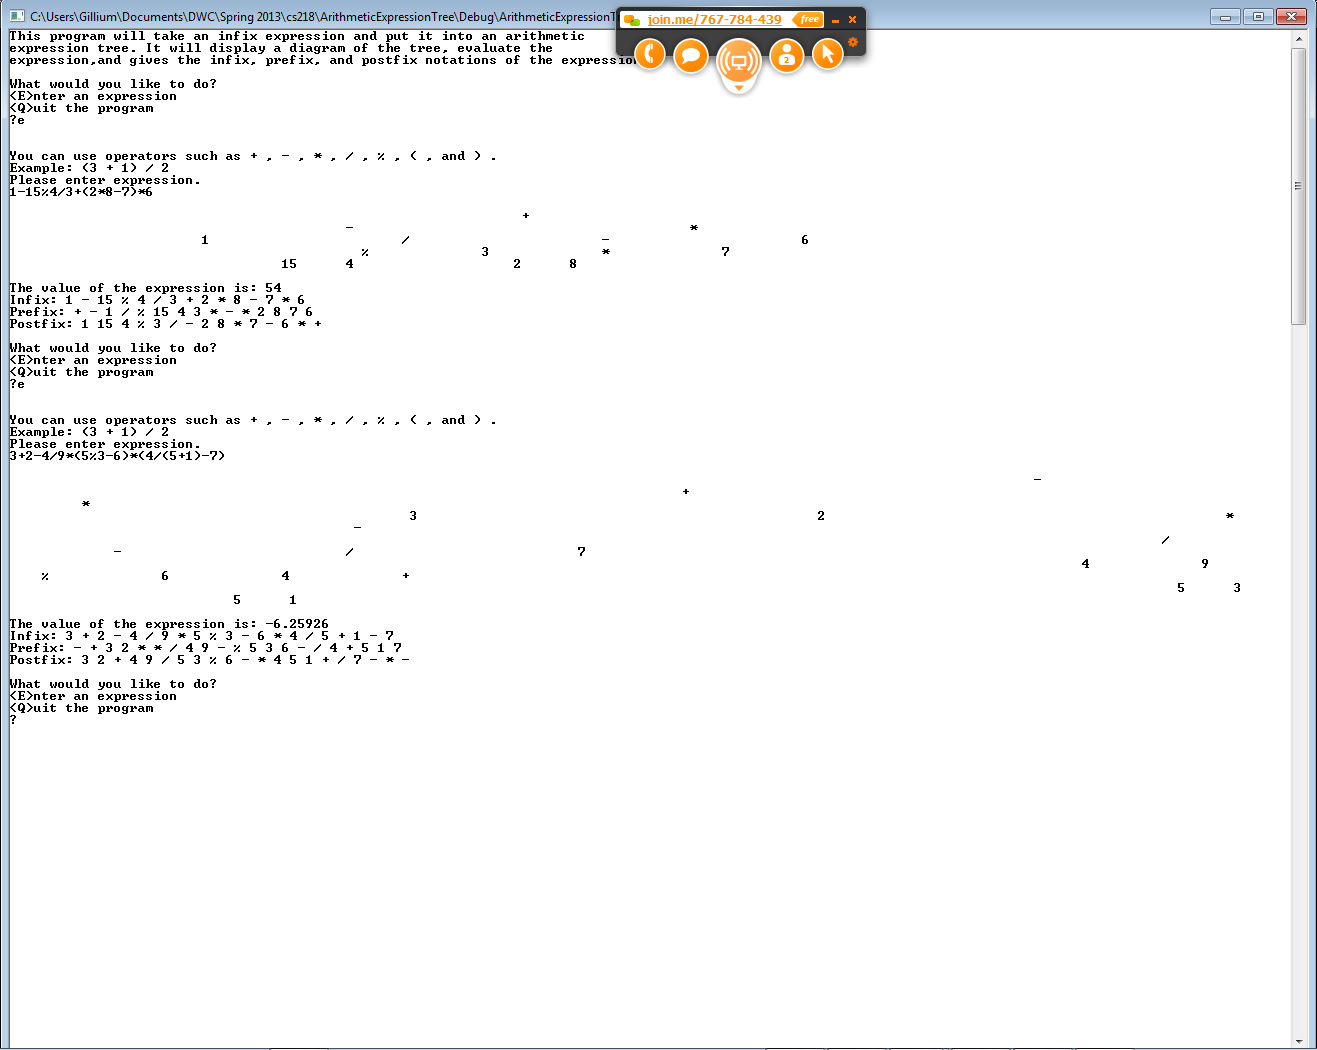 C:\Users\Gillium\Documents\DWC\Spring 2013\cs218\ArithmeticExpressionTree\Debug\ArithmeticExpressionT
join.me/767-784-439 free
2
This program will take an infix expression and put it into an arithmetic
expression tree. It will display a diagram of the tree, evaluate the
expression,and gives the infix, prefix, and postfix notations of the expressio
What would you like to do?
<E>nter an expression
<Q>uit the program
?e
You can use operators such as + , - , * , / , % , ( , and ) .
Example: (3 + 1) / 2
Please enter expression.
1-15%4/3+(2*8-7)*6
+
- *
1 / - 6
% 3 * 7
15 4 2 8
The value of the expression is: 54
Infix: 1 - 15 % 4 / 3 + 2 * 8 - 7 * 6
Prefix: + - 1 / % 15 4 3 * - * 2 8 7 6
Postfix: 1 15 4 % 3 / - 2 8 * 7 - 6 * +
What would you like to do?
<E>nter an expression
<Q>uit the program
?e
You can use operators such as + , - , * , / , % , ( , and ) .
Example: (3 + 1) / 2
Please enter expression.
3+2-4/9*(5%3-6)*(4/(5+1)-7)
-
+
*
3 2 *
-
/
- / 7
4 9
% 6 4 +
5 3
5 1
The value of the expression is: -6.25926
Infix: 3 + 2 - 4 / 9 * 5 % 3 - 6 * 4 / 5 + 1 - 7
Prefix: - + 3 2 * * / 4 9 - % 5 3 6 - / 4 + 5 1 7
Postfix: 3 2 + 4 9 / 5 3 % 6 - * 4 5 1 + / 7 - * -
What would you like to do?
<E>nter an expression
<Q>uit the program
?